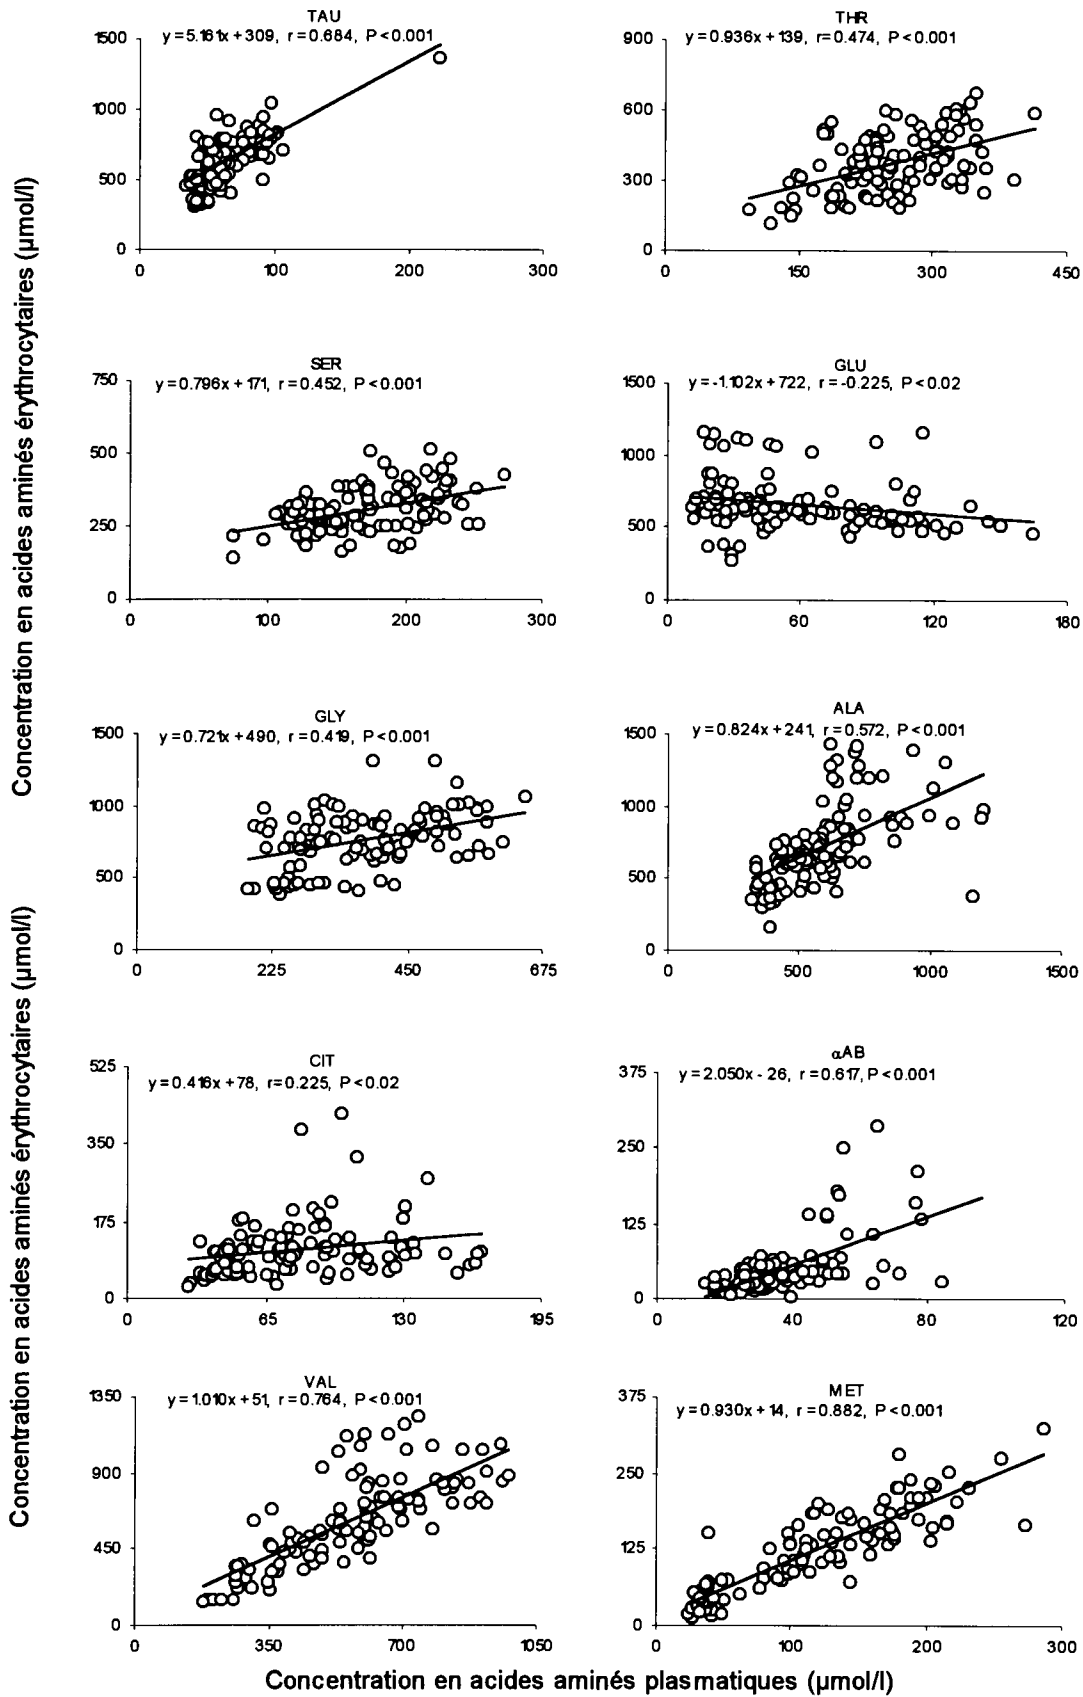 TAU
y=5.161x+309, r=0.684, P<0.001
1500
1000
500
0
0 100 200 300
THR
y=0.936x+139, r=0.474, P<0.001
900
600
300
0
0 150 300 450
SER
y=0.796x+171, r=0.452, P<0.001
750
500
250
0
0 100 200 300
GLU
y=-1.102x+722, r=-0.225, P<0.02
1500
1000
500
0
0 60 120 180
Concentration en acides aminés érythrocytaires (µmol/l)
GLY
y=0.721x+490, r=0.419, P<0.001
1500
1000
500
0
0 225 450 675
ALA
y=0.824x+241, r=0.572, P<0.001
1500
1000
500
0
0 500 1000 1500
CIT
y=0.416x+78, r=0.225, P<0.02
525
350
175
0
0 65 130 195
αAB
y=2.050x-26, r=0.617, P<0.001
375
250
125
0
0 40 80 120
Concentration en acides aminés érythrocytaires (µmol/l)
VAL
y=1.010x+51, r=0.764, P<0.001
1350
900
450
0
0 350 700 1050
MET
y=0.930x+14, r=0.882, P<0.001
375
250
125
0
0 100 200 300
Concentration en acides aminés plasmatiques (µmol/l)